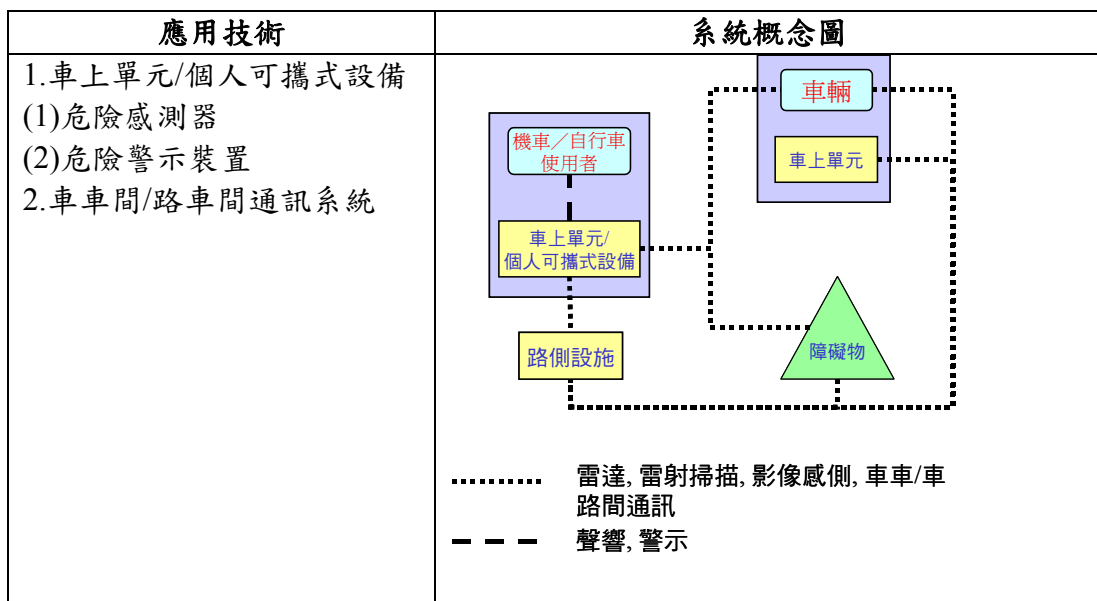 應用技術
系統概念圖
1.車上單元/個人可攜式設備
(1)危險感測器
(2)危險警示裝置
2.車車間/路車間通訊系統
車輛
車上單元
機車／自行車
使用者
車上單元/
個人可攜式設備
路側設施
障礙物
雷達, 雷射掃描, 影像感側, 車車/車
路間通訊
聲響, 警示